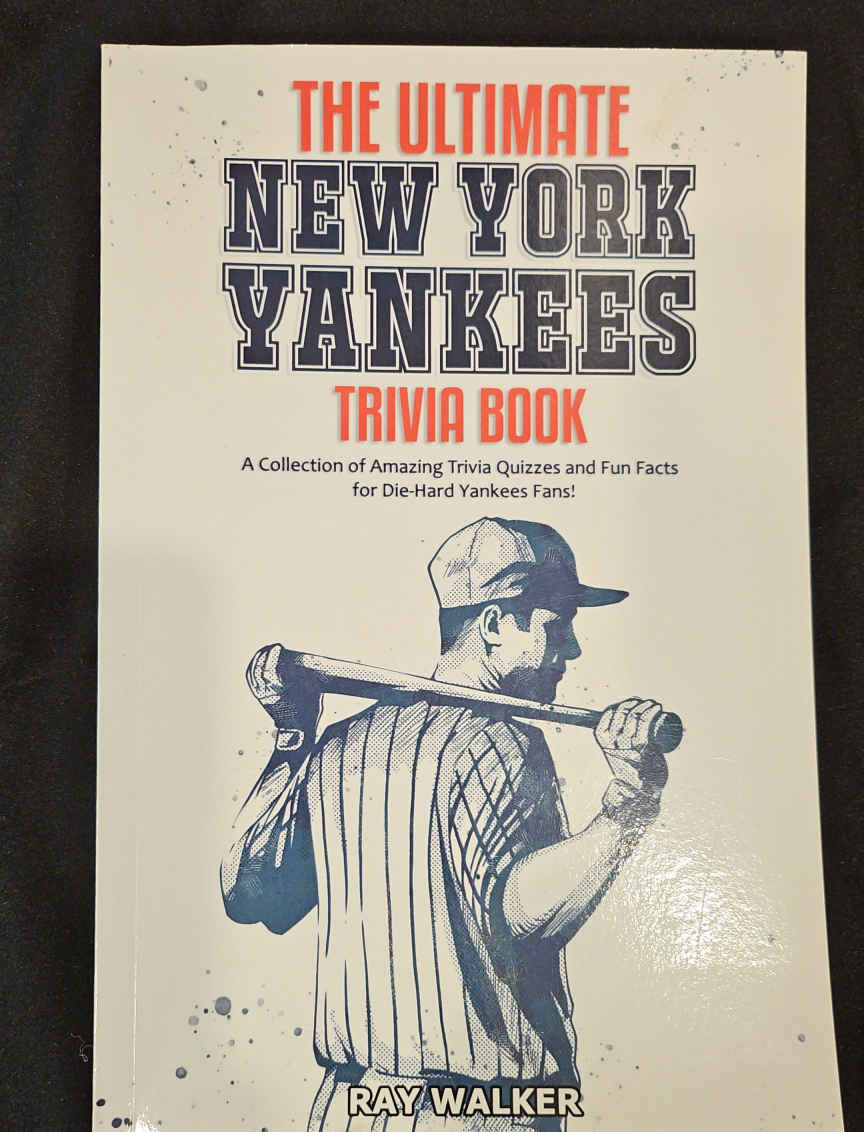 THE ULTIMATE
NEW YORK
YANKEES
TRIVIA BOOK
A Collection of Amazing Trivia Quizzes and Fun Facts
for Die-Hard Yankees Fans!
RAY WALKER